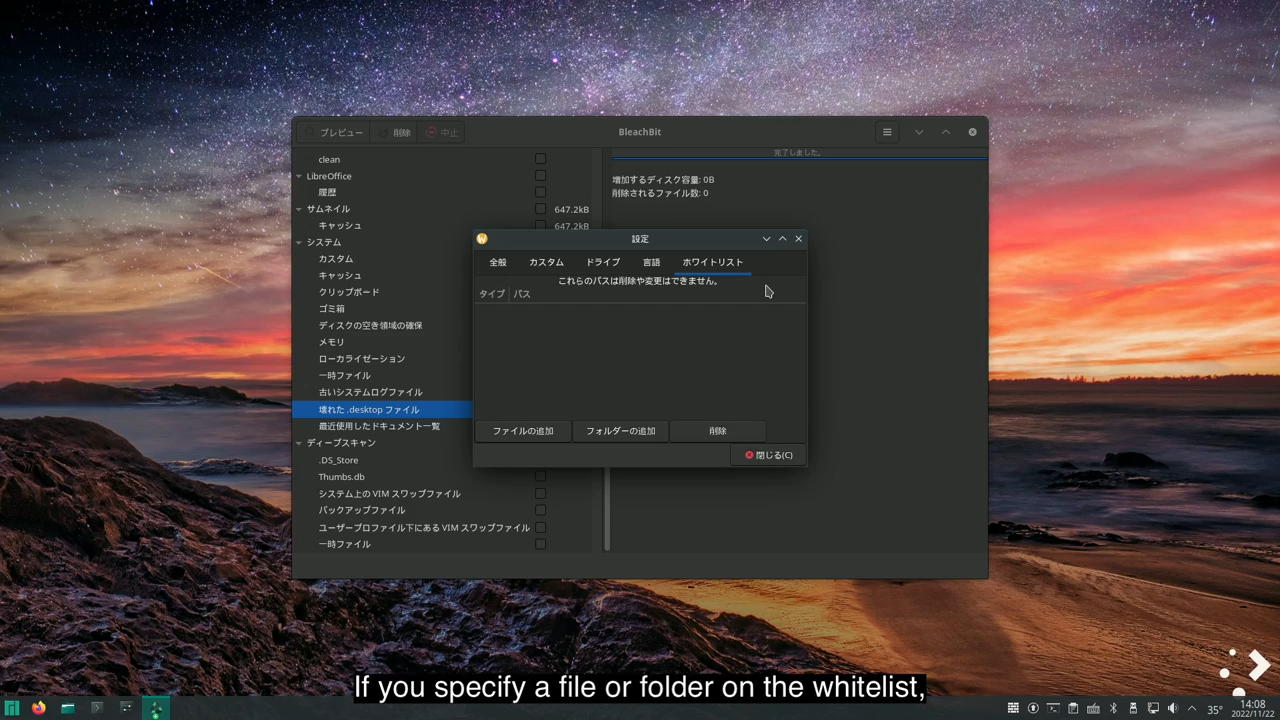 プレビュー 削除 中止 BleachBit
clean
LibreOffice
履歴
サムネイル 647.2kB
キャッシュ 647.2kB
システム
カスタム
キャッシュ
クリップボード
ゴミ箱
ディスクの空き領域の確保
メモリ
ローカライゼーション
一時ファイル
古いシステムログファイル
壊れた .desktop ファイル
最近使用したドキュメント一覧
ディープスキャン
.DS_Store
Thumbs.db
システム上の VIM スワップファイル
バックアップファイル
ユーザープロファイル下にある VIM スワップファイル
一時ファイル
完了しました。
増加するディスク容量: 0B
削除されるファイル数: 0
設定
全般 カスタム ドライブ 言語 ホワイトリスト
これらのパスは削除や変更はできません。
タイプ パス
ファイルの追加 フォルダーの追加 削除
閉じる(C)
If you specify a file or folder on the whitelist,
35°
14:08
2022/11/22